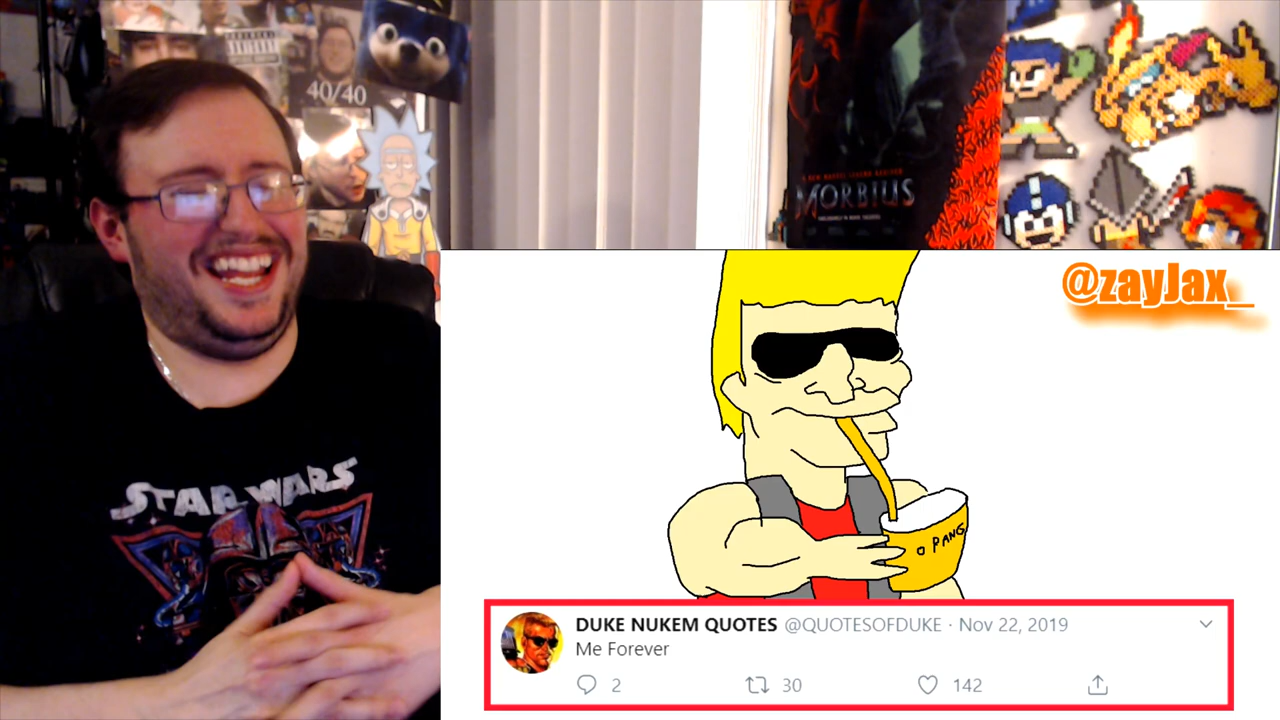 40/40
MORBIUS
@zayJax_
STAR WARS
O PANG
DUKE NUKEM QUOTES @QUOTESOFDUKE · Nov 22, 2019
Me Forever
2 30 142